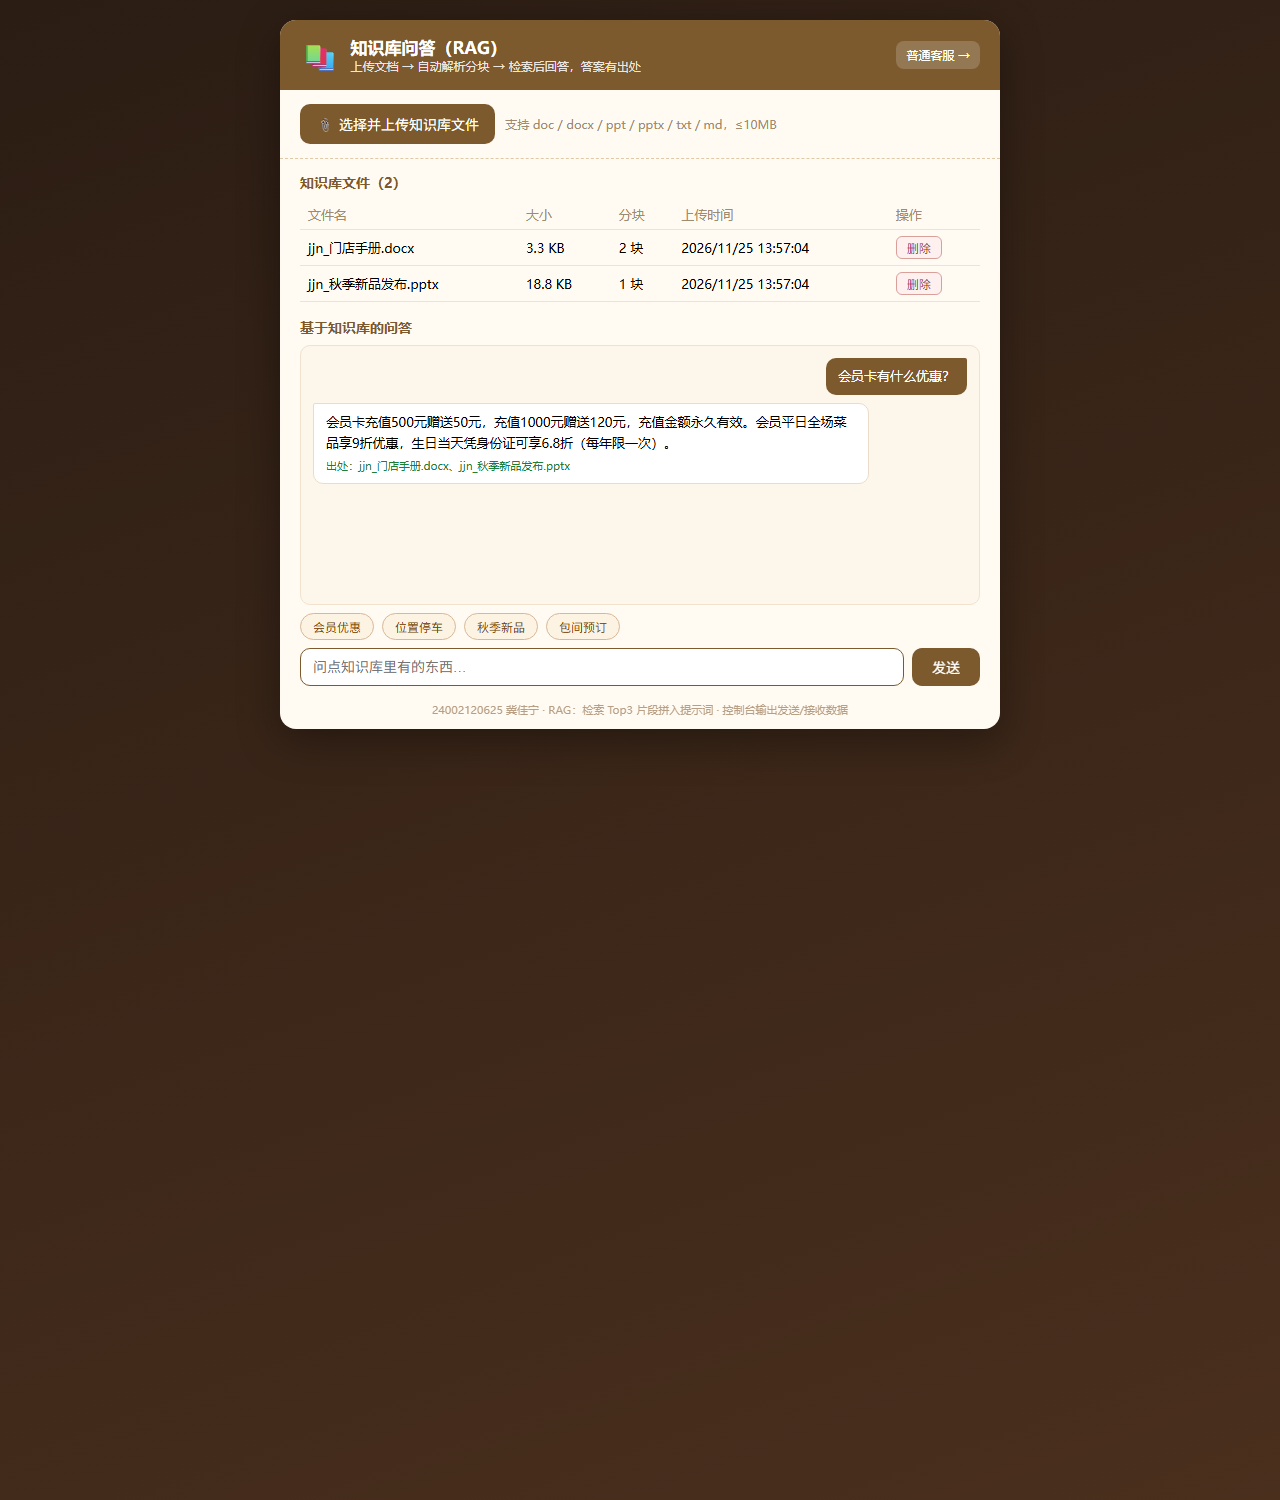 知识库问答（RAG）
上传文档 → 自动解析分块 → 检索后回答，答案有出处
普通客服 →
选择并上传知识库文件
支持 doc / docx / ppt / pptx / txt / md，≤10MB
知识库文件（2）
文件名 大小 分块 上传时间 操作
jjn_门店手册.docx 3.3 KB 2 块 2026/11/25 13:57:04 删除
jjn_秋季新品发布.pptx 18.8 KB 1 块 2026/11/25 13:57:04 删除
基于知识库的问答
会员卡有什么优惠？
会员卡充值500元赠送50元，充值1000元赠送120元，充值金额永久有效。会员平日全场菜
品享9折优惠，生日当天凭身份证可享6.8折（每年限一次）。
出处：jjn_门店手册.docx、jjn_秋季新品发布.pptx
会员优惠 位置停车 秋季新品 包间预订
问点知识库里有的东西...
发送
24002120625 龚佳宁 · RAG：检索 Top3 片段拼入提示词 · 控制台输出发送/接收数据